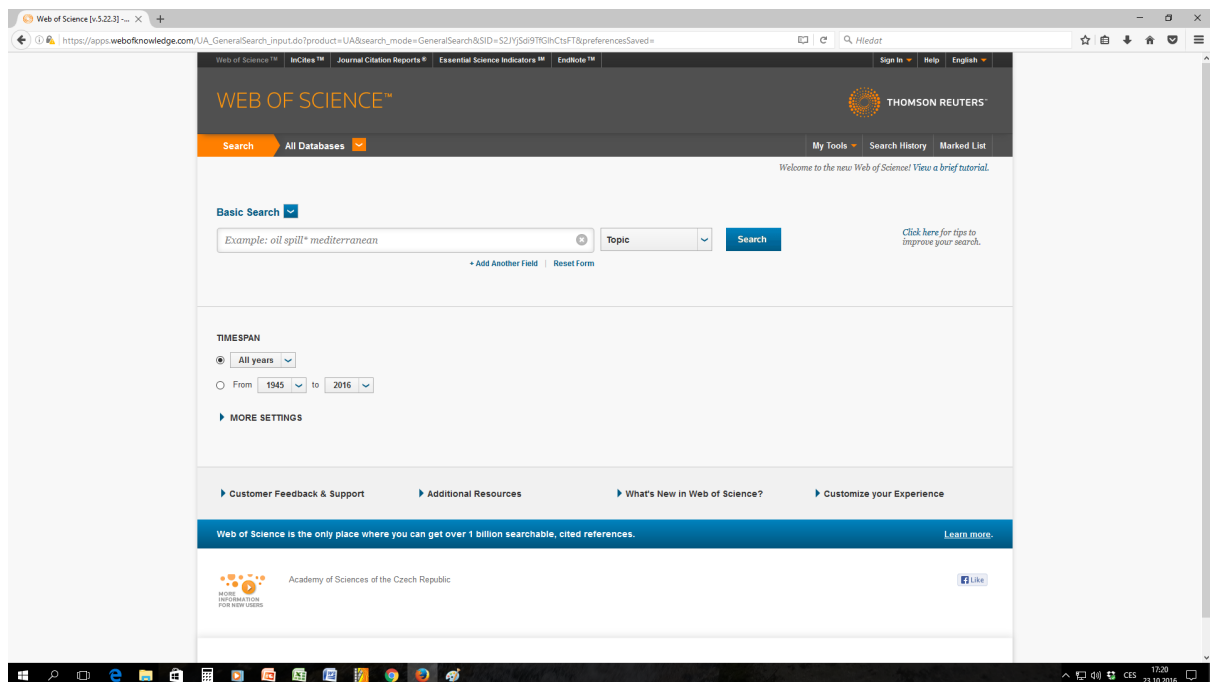 Web of Science [v.5.22.3] -...
https://apps.webofknowledge.com/UA_GeneralSearch_input.do?product=UA&search_mode=GeneralSearch&SID=S2JYjSdi9TfGlhCtsFT&preferencesSaved=
Hledat
Web of Science™ InCites™ Journal Citation Reports® Essential Science Indicators℠ EndNote™ Sign In Help English
WEB OF SCIENCE™ THOMSON REUTERS™
Search All Databases My Tools Search History Marked List
Welcome to the new Web of Science! View a brief tutorial.
Basic Search
Example: oil spill* mediterranean Topic Search
Click here for tips to
improve your search.
+ Add Another Field | Reset Form
TIMESPAN
All years
From 1945 to 2016
MORE SETTINGS
Customer Feedback & Support Additional Resources What's New in Web of Science? Customize your Experience
Web of Science is the only place where you can get over 1 billion searchable, cited references. Learn more.
Academy of Sciences of the Czech Republic
Like
MORE
INFORMATION
FOR NEW USERS
CES
17:20
23.10.2016